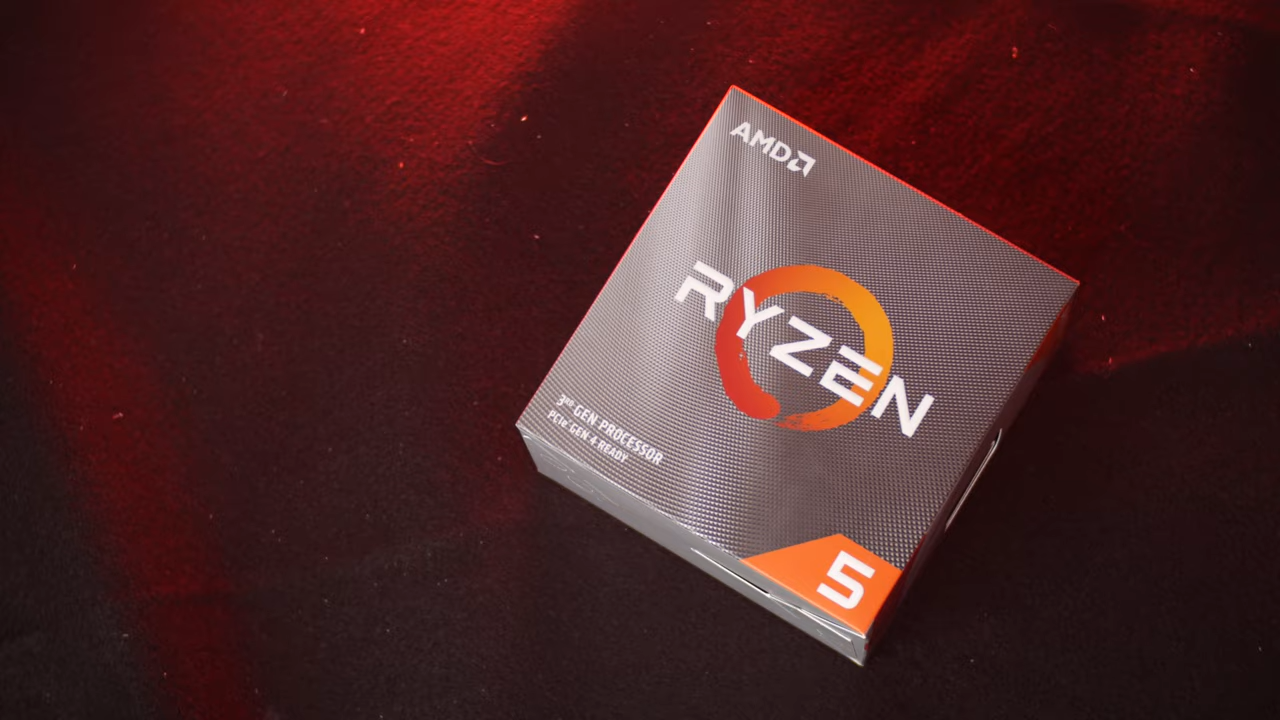 AMD
RYZEN
3RD GEN PROCESSOR
PCIe® GEN 4 READY
5